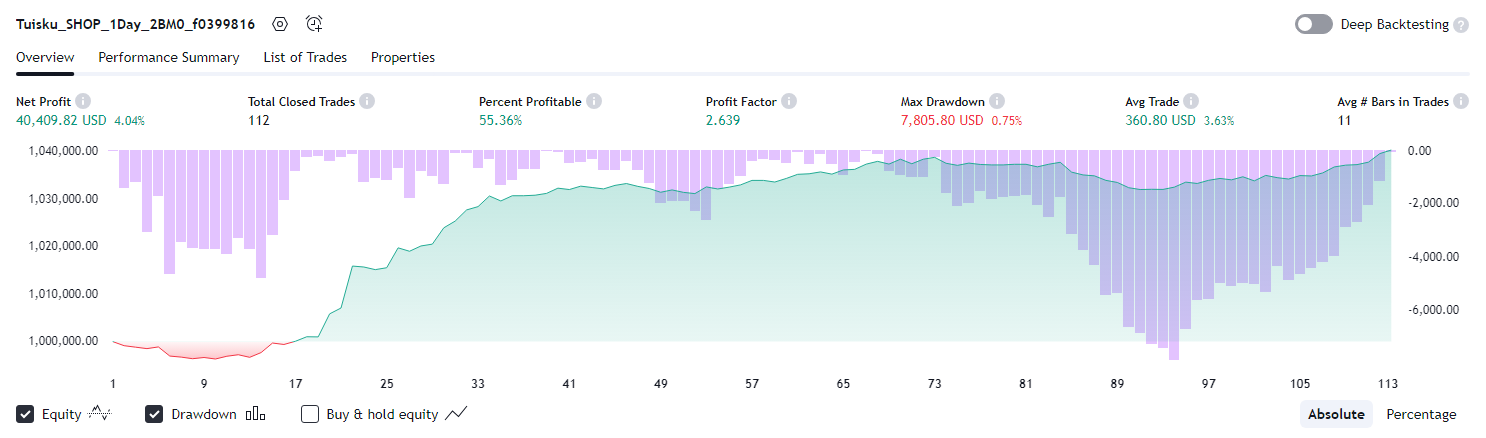 Tuisku_SHOP_1Day_2BM0_f0399816 Deep Backtesting ?
Overview Performance Summary List of Trades Properties
Net Profit i Total Closed Trades i Percent Profitable i Profit Factor i Max Drawdown i Avg Trade i Avg # Bars in Trades i
40,409.82 USD 4.04% 112 55.36% 2.639 7,805.80 USD 0.75% 360.80 USD 3.63% 11
1,040,000.00 0.00
1,030,000.00 -2,000.00
1,020,000.00 -4,000.00
1,010,000.00 -6,000.00
1,000,000.00
1 9 17 25 33 41 49 57 65 73 81 89 97 105 113
Equity Drawdown Buy & hold equity Absolute Percentage